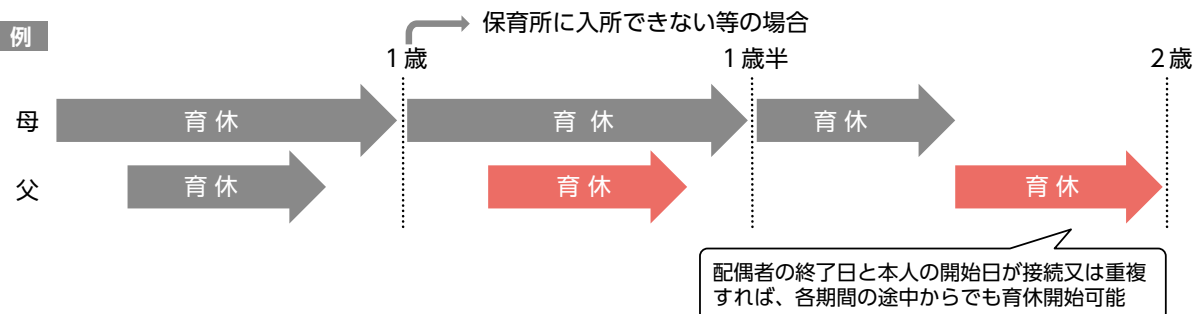 保育所に入所できない等の場合
例
1歳
1歳半
2歳
母
育休
育休
育休
父
育休
育休
育休
配偶者の終了日と本人の開始日が接続又は重複
すれば、各期間の途中からでも育休開始可能